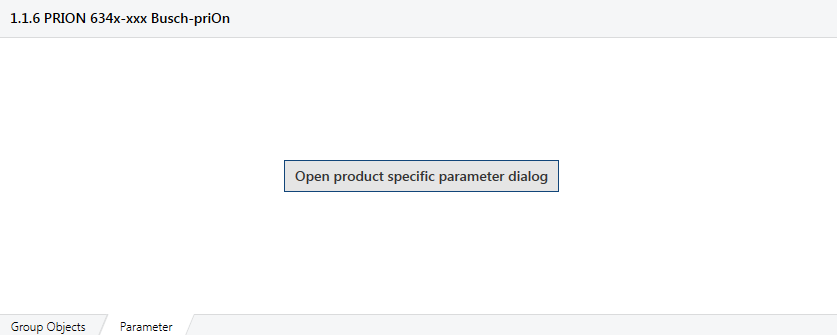 1.1.6 PRION 634x-xxx Busch-priOn
Open product specific parameter dialog
Group Objects
Parameter